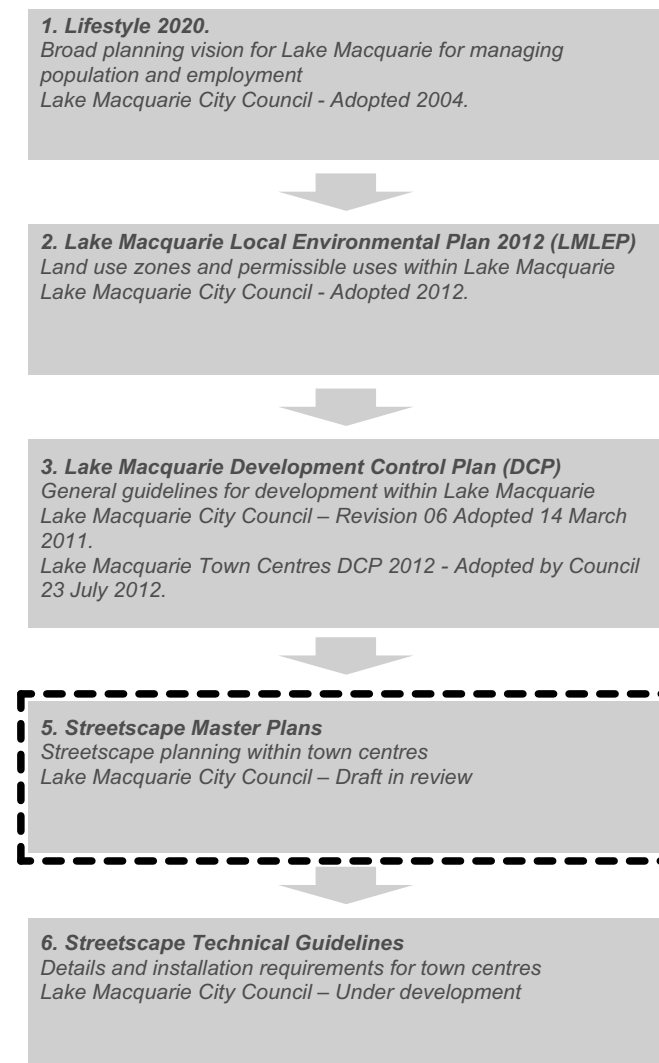 1. Lifestyle 2020.
Broad planning vision for Lake Macquarie for managing
population and employment
Lake Macquarie City Council - Adopted 2004.
2. Lake Macquarie Local Environmental Plan 2012 (LMLEP)
Land use zones and permissible uses within Lake Macquarie
Lake Macquarie City Council - Adopted 2012.
3. Lake Macquarie Development Control Plan (DCP)
General guidelines for development within Lake Macquarie
Lake Macquarie City Council – Revision 06 Adopted 14 March
2011.
Lake Macquarie Town Centres DCP 2012 - Adopted by Council
23 July 2012.
5. Streetscape Master Plans
Streetscape planning within town centres
Lake Macquarie City Council – Draft in review
6. Streetscape Technical Guidelines
Details and installation requirements for town centres
Lake Macquarie City Council – Under development